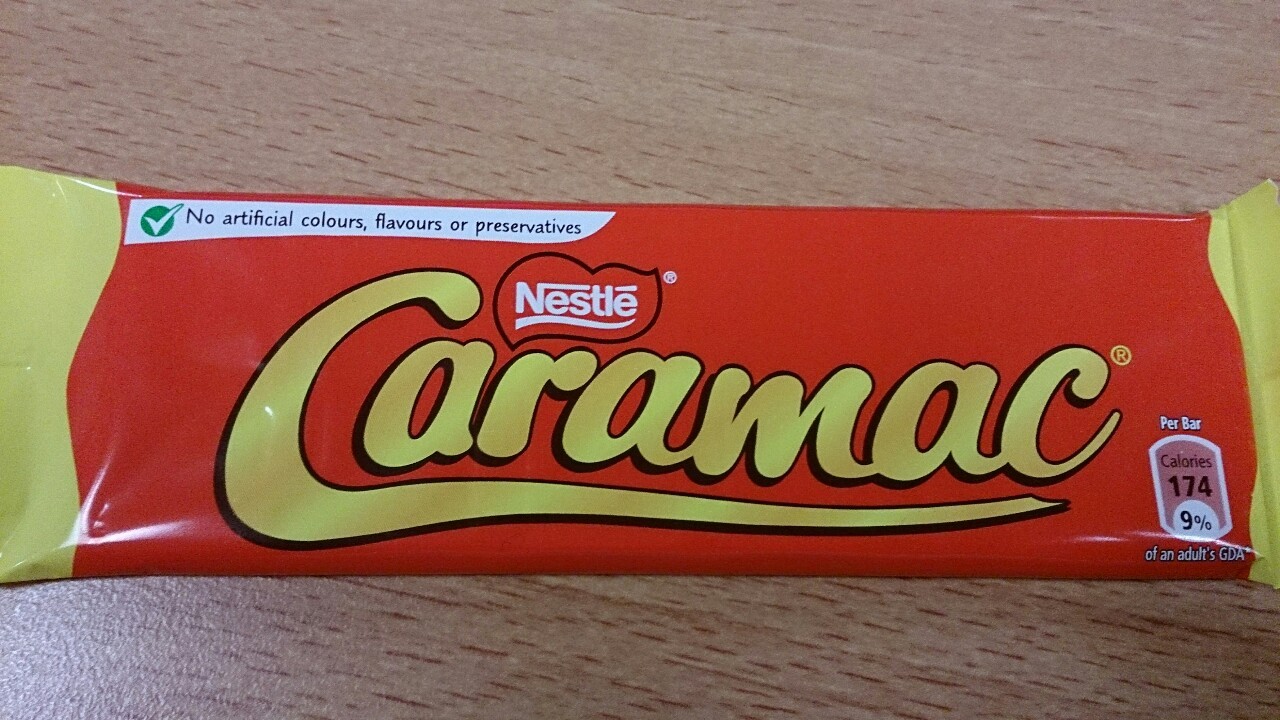 No artificial colours, flavours or preservatives
Nestlé®
Caramac®
Per Bar
Calories
174
9%
of an adult's GDA*